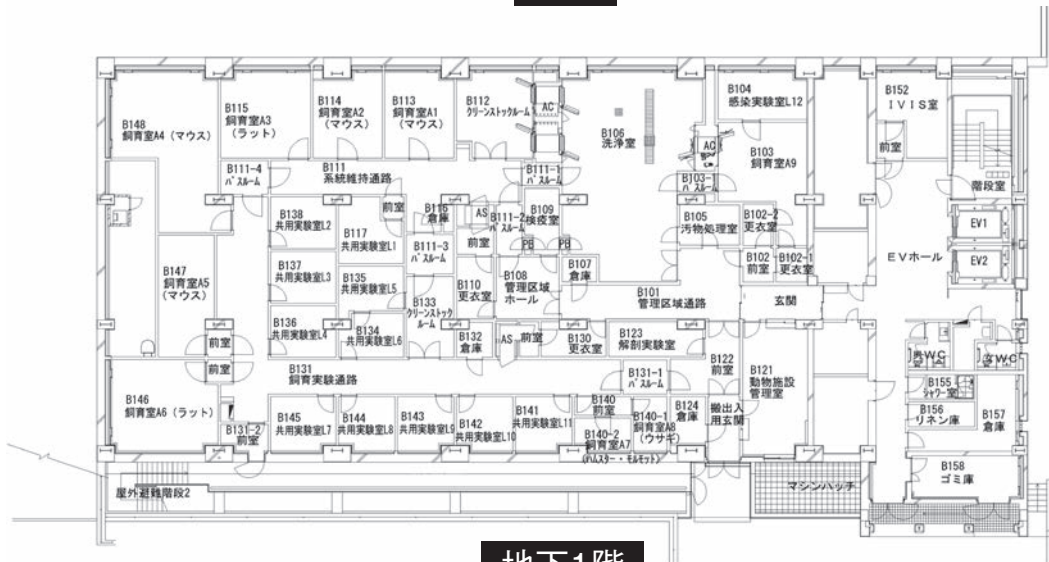 B148
飼育室A4（マウス）
B115
飼育室A3
（ラット）
B114
飼育室A2
（マウス）
B113
飼育室A1
（マウス）
B112
クリーンストックルーム
AC
B106
洗浄室
B104
感染実験室L12
AC
B103
飼育室A9
B152
IVIS室
前室
階段室
B111-4
パスルーム
B111
系統維持通路
B111-1
パスルーム
B103-1
パスルーム
B138
共用実験室L2
前室
B117
共用実験室L1
B116
倉庫
AS
前室
B111-2
パスルーム
B109
検疫室
PB
PB
B105
汚物処理室
B102-2
更衣室
EV1
EV2
EVホール
B111-3
パスルーム
B147
飼育室A5
（マウス）
B137
共用実験室L3
B135
共用実験室L5
B133
クリーンストック
ルーム
B110
更衣室
B108
管理区域
ホール
B107
倉庫
B102
前室
B102-1
更衣室
B101
管理区域通路
玄関
B136
共用実験室L4
B134
共用実験室L6
前室
前室
B132
倉庫
AS
前室
B130
更衣室
B123
解剖実験室
B122
前室
B121
動物施設
管理室
男WC
女WC
B131
飼育実験通路
B131-1
パスルーム
B146
飼育室A6（ラット）
B155
シャワー室
B156
リネン庫
B157
倉庫
B131-2
前室
B145
共用実験室L7
B144
共用実験室L8
B143
共用実験室L9
B142
共用実験室L10
B141
共用実験室L11
B140
前室
B140-1
飼育室A8
（ウサギ）
B140-2
飼育室A7
（ハムスター・モルモット）
B124
倉庫
搬出入
用玄関
B158
ゴミ庫
マシンハッチ
屋外避難階段2
地下1階